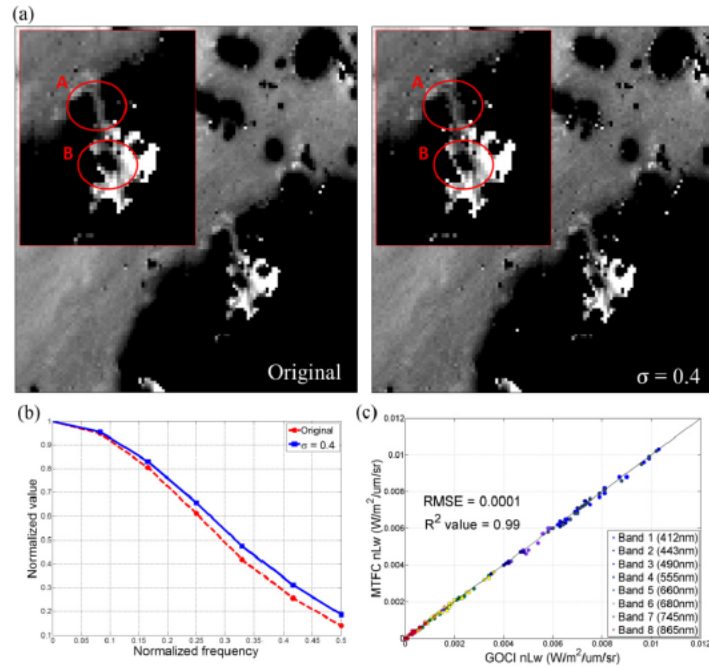 (a)
A
B
Original
A
B
σ = 0.4
(b)
Original
σ = 0.4
Normalized value
1
0.9
0.8
0.7
0.6
0.5
0.4
0.3
0.2
0.1
0
0.05
0.1
0.15
0.2
0.25
0.3
0.35
0.4
0.45
0.5
Normalized frequency
(c)
MTFC nLw (W/m²/um/sr)
0.012
0.01
0.008
0.006
0.004
0.002
0
RMSE = 0.0001
R² value = 0.99
Band 1 (412nm)
Band 2 (443nm)
Band 3 (490nm)
Band 4 (555nm)
Band 5 (660nm)
Band 6 (680nm)
Band 7 (745nm)
Band 8 (865nm)
0.002
0.004
0.006
0.008
0.01
0.012
GOCI nLw (W/m²/um/sr)